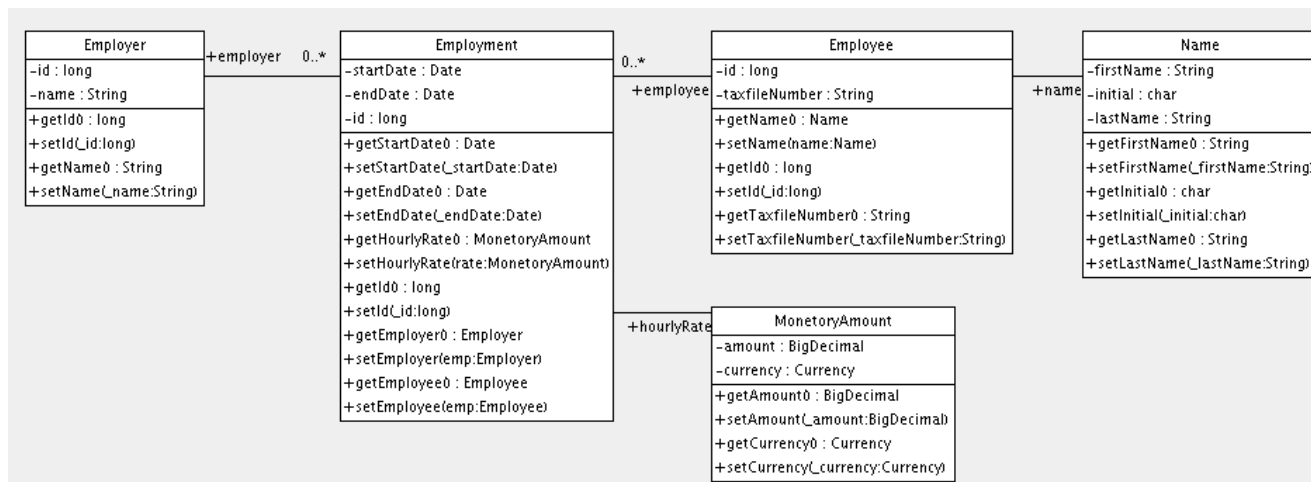 Employer
-id : long
-name : String
+getId() : long
+setId(_id:long)
+getName() : String
+setName(_name:String)
+employer
0..*
Employment
-startDate : Date
-endDate : Date
-id : long
+getStartDate() : Date
+setStartDate(_startDate:Date)
+getEndDate() : Date
+setEndDate(_endDate:Date)
+getHourlyRate() : MonetoryAmount
+setHourlyRate(rate:MonetoryAmount)
+getId() : long
+setId(_id:long)
+getEmployer() : Employer
+setEmployer(emp:Employer)
+getEmployee() : Employee
+setEmployee(emp:Employee)
0..*
+employee
Employee
-id : long
-taxfileNumber : String
+getName() : Name
+setName(name:Name)
+getId() : long
+setId(_id:long)
+getTaxfileNumber() : String
+setTaxfileNumber(_taxfileNumber:String)
+name
Name
-firstName : String
-initial : char
-lastName : String
+getFirstName() : String
+setFirstName(_firstName:String)
+getInitial() : char
+setInitial(_initial:char)
+getLastName() : String
+setLastName(_lastName:String)
+hourlyRate
MonetoryAmount
-amount : BigDecimal
-currency : Currency
+getAmount() : BigDecimal
+setAmount(_amount:BigDecimal)
+getCurrency() : Currency
+setCurrency(_currency:Currency)